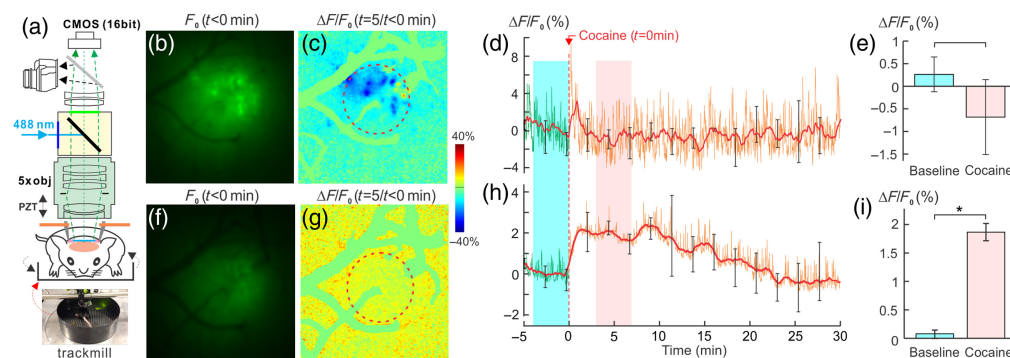 (a)
CMOS (16bit)
488 nm
5xobj
PZT
trackmill
F₀ (t<0 min)
(b)
ΔF/F₀ (t=5/t<0 min)
(c)
40%
−40%
F₀ (t<0 min)
(f)
ΔF/F₀ (t=5/t<0 min)
(g)
ΔF/F₀ (%)
(d)
Cocaine (t=0min)
8
4
0
−4
(h)
4
2
0
−2
−5 0 5 10 15 20 25 30
Time (min)
ΔF/F₀ (%)
(e)
1
0.5
0
−0.5
−1
−1.5
Baseline Cocaine
ΔF/F₀ (%)
(i)
*
2
1.5
1
0.5
0
Baseline Cocaine